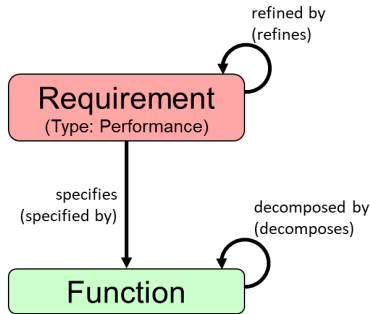 refined by
(refines)
Requirement
(Type: Performance)
specifies
(specified by)
decomposed by
(decomposes)
Function